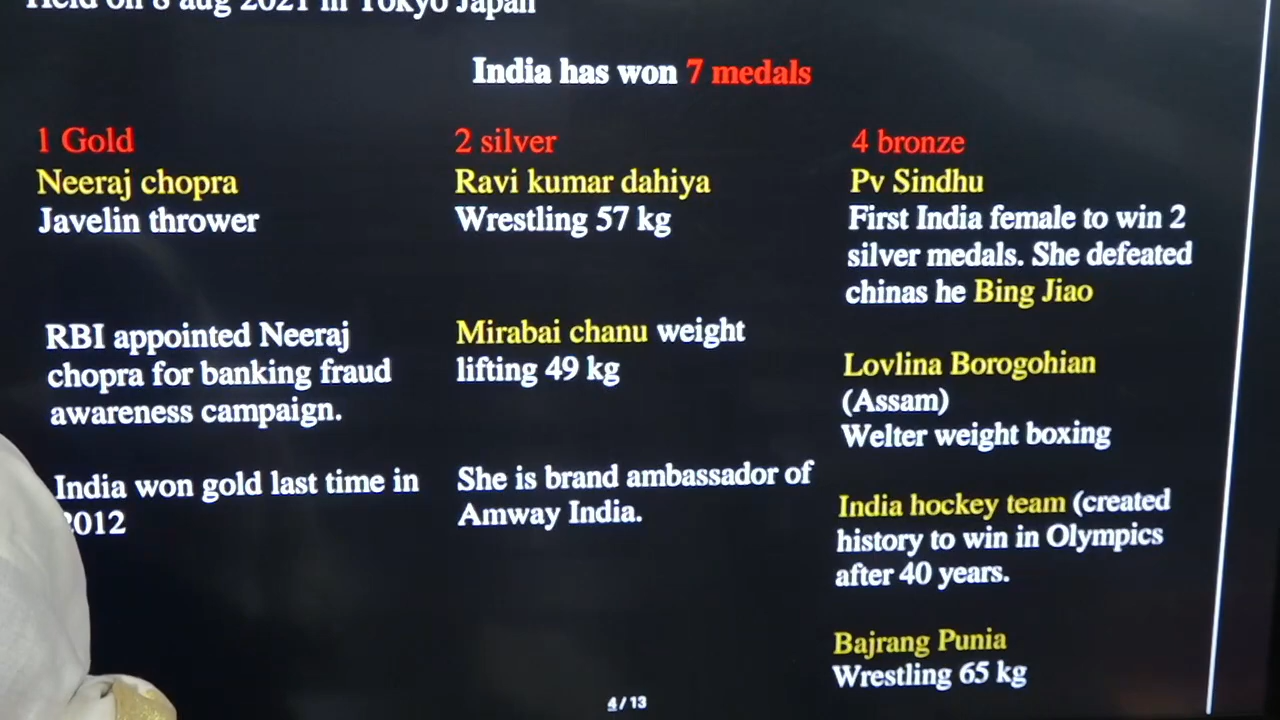 Held on 8 aug 2021 in Tokyo Japan
India has won 7 medals
1 Gold
Neeraj chopra
Javelin thrower
RBI appointed Neeraj
chopra for banking fraud
awareness campaign.
India won gold last time in
2012
2 silver
Ravi kumar dahiya
Wrestling 57 kg
Mirabai chanu weight
lifting 49 kg
She is brand ambassador of
Amway India.
4 bronze
Pv Sindhu
First India female to win 2
silver medals. She defeated
chinas he Bing Jiao
Lovlina Borogohian
(Assam)
Welter weight boxing
India hockey team (created
history to win in Olympics
after 40 years.
Bajrang Punia
Wrestling 65 kg
4 / 13